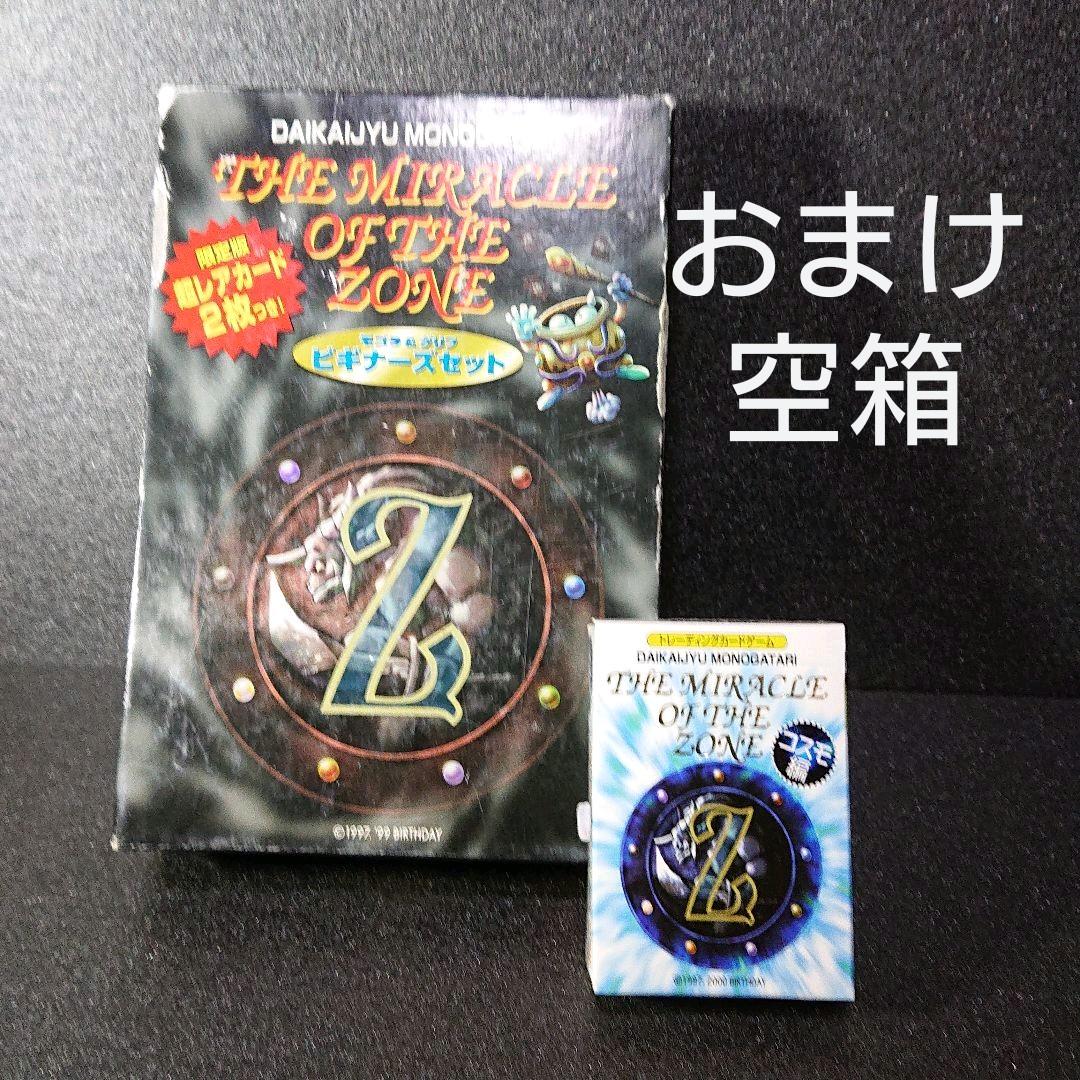 DAIKAIJYU
THE MIRACLE
OF THE
ZONE
限定版
超レアカード
2枚つき!
ビギナーズセット
Z
©1997, '99 BIRTHDAY
おまけ
空箱
トレーディングカードゲーム
DAIKAIJYU MONOGATARI
THE MIRACLE
OF THE
ZONE
コスモ
編
Z
©1997, 2000 BIRTHDAY